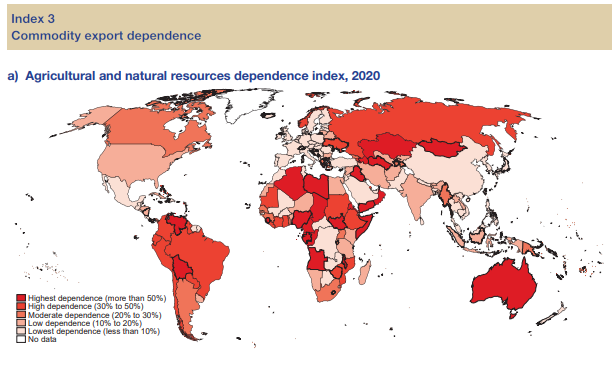 Index 3
Commodity export dependence
a) Agricultural and natural resources dependence index, 2020
Highest dependence (more than 50%)
High dependence (30% to 50%)
Moderate dependence (20% to 30%)
Low dependence (10% to 20%)
Lowest dependence (less than 10%)
No data